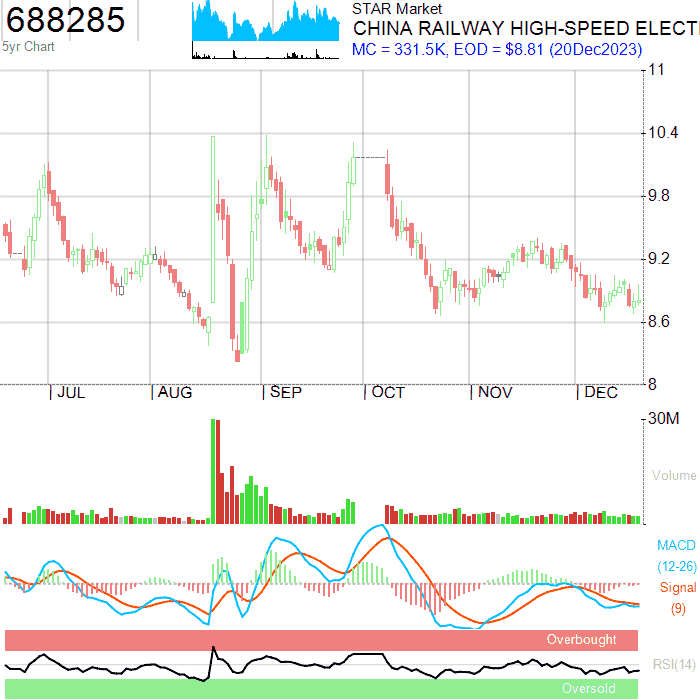 688285
5yr Chart
STAR Market
CHINA RAILWAY HIGH-SPEED ELECTI
MC = 331.5K, EOD = $8.81 (20Dec2023)
11
10.4
9.8
9.2
8.6
8
JUL AUG SEP OCT NOV DEC
30M
Volume
MACD
(12-26)
Signal
(9)
Overbought
RSI(14)
Oversold